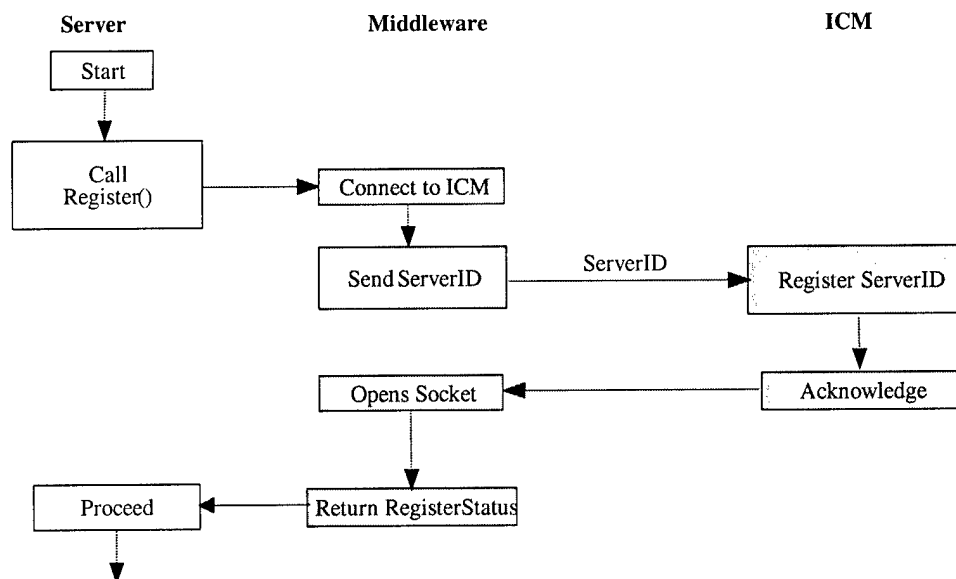 Server
Middleware
ICM
Start
Call
Register()
Connect to ICM
Send ServerID
ServerID
Register ServerID
Opens Socket
Acknowledge
Proceed
Return RegisterStatus